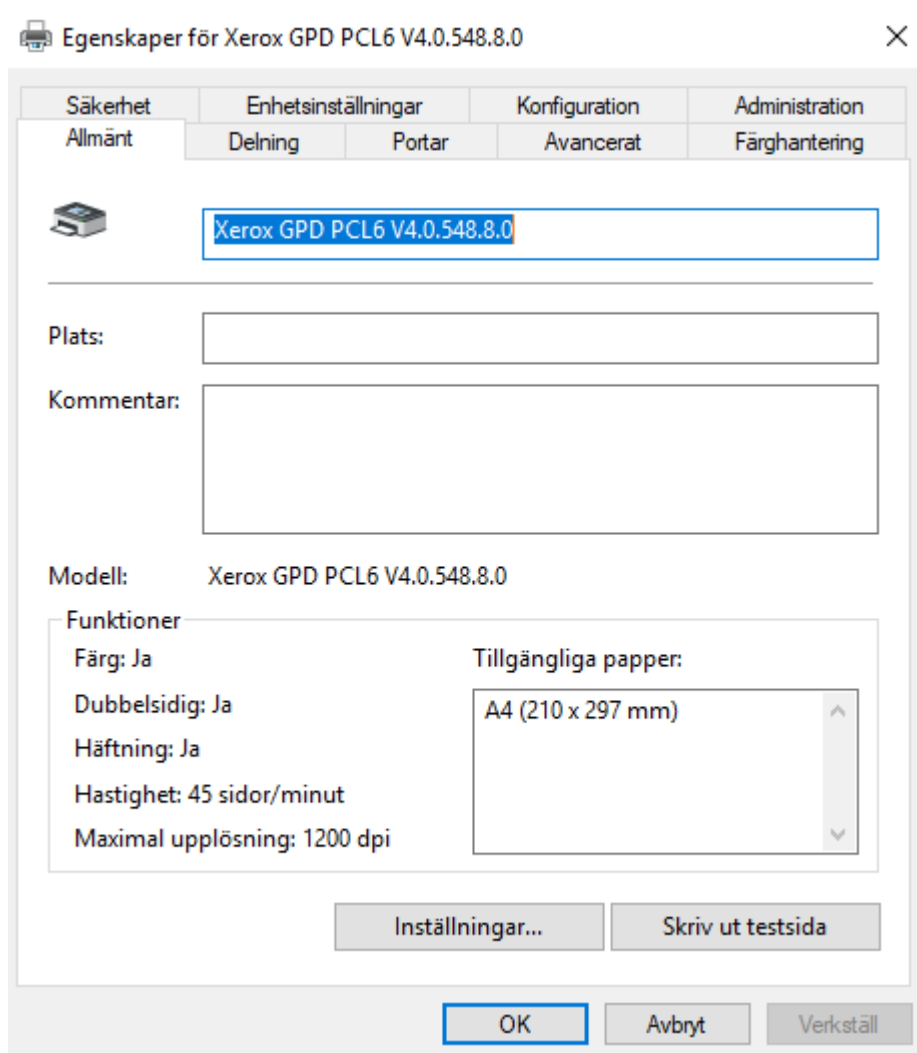 Egenskaper för Xerox GPD PCL6 V4.0.548.8.0
Säkerhet Enhetsinställningar Konfiguration Administration
Allmänt Delning Portar Avancerat Färghantering
Xerox GPD PCL6 V4.0.548.8.0
Plats:
Kommentar:
Modell: Xerox GPD PCL6 V4.0.548.8.0
Funktioner
Färg: Ja
Dubbelsidig: Ja
Häftning: Ja
Hastighet: 45 sidor/minut
Maximal upplösning: 1200 dpi
Tillgängliga papper:
A4 (210 x 297 mm)
Inställningar... Skriv ut testsida
OK Avbryt Verkställ